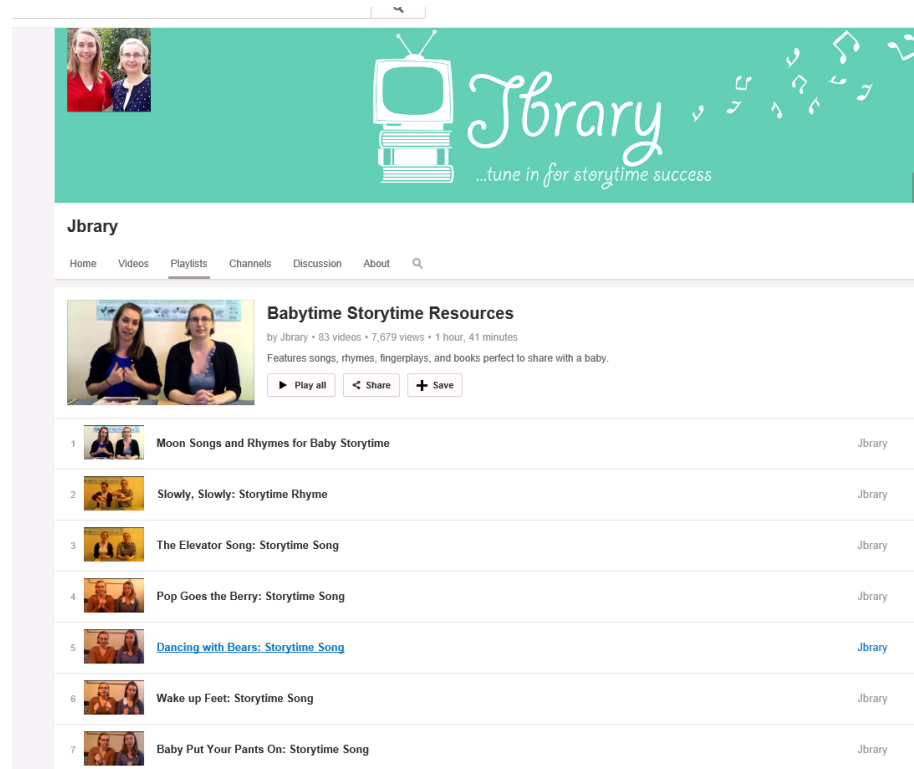 Jbrary
...tune in for storytime success
Jbrary
Home Videos Playlists Channels Discussion About
Babytime Storytime Resources
by Jbrary • 83 videos • 7,679 views • 1 hour, 41 minutes
Features songs, rhymes, fingerplays, and books perfect to share with a baby.
Play all Share Save
1 Moon Songs and Rhymes for Baby Storytime Jbrary
2 Slowly, Slowly: Storytime Rhyme Jbrary
3 The Elevator Song: Storytime Song Jbrary
4 Pop Goes the Berry: Storytime Song Jbrary
5 Dancing with Bears: Storytime Song Jbrary
6 Wake up Feet: Storytime Song Jbrary
7 Baby Put Your Pants On: Storytime Song Jbrary